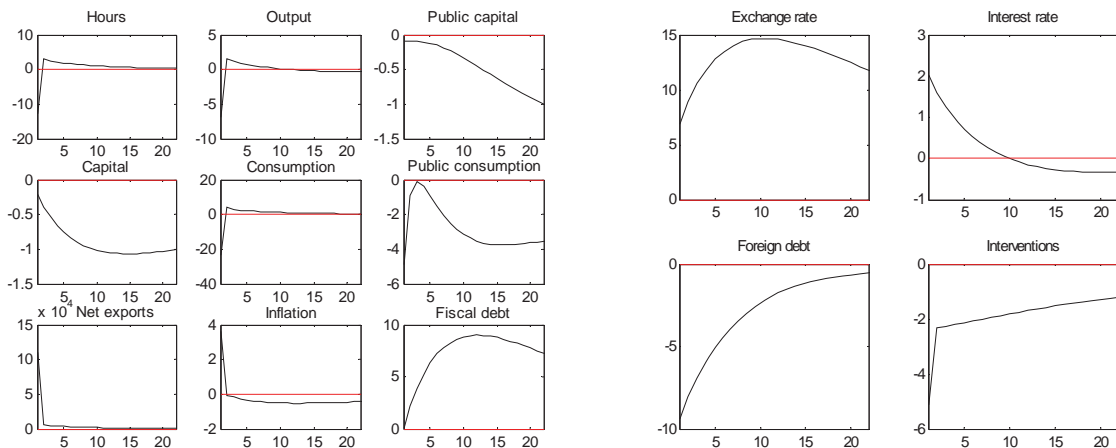 Hours
10
0
-10
-20
5 10 15 20
Output
5
0
5
-10
5 10 15 20
Public capital
0
-0.5
-1
-1.5
5 10 15 20
Capital
0
-0.5
-1
-1.5
5 10 15 20
Consumption
20
0
-20
-40
5 10 15 20
Public consumption
0
-2
-4
-6
5 10 15 20
x 10^4 Net exports
15
10
5
0
5 10 15 20
Inflation
4
2
0
-2
5 10 15 20
Fiscal debt
10
5
0
5 10 15 20
Exchange rate
15
10
5
0
5 10 15 20
Interest rate
3
2
1
0
-1
5 10 15 20
Foreign debt
0
-5
-10
5 10 15 20
Interventions
0
-2
-4
-6
5 10 15 20